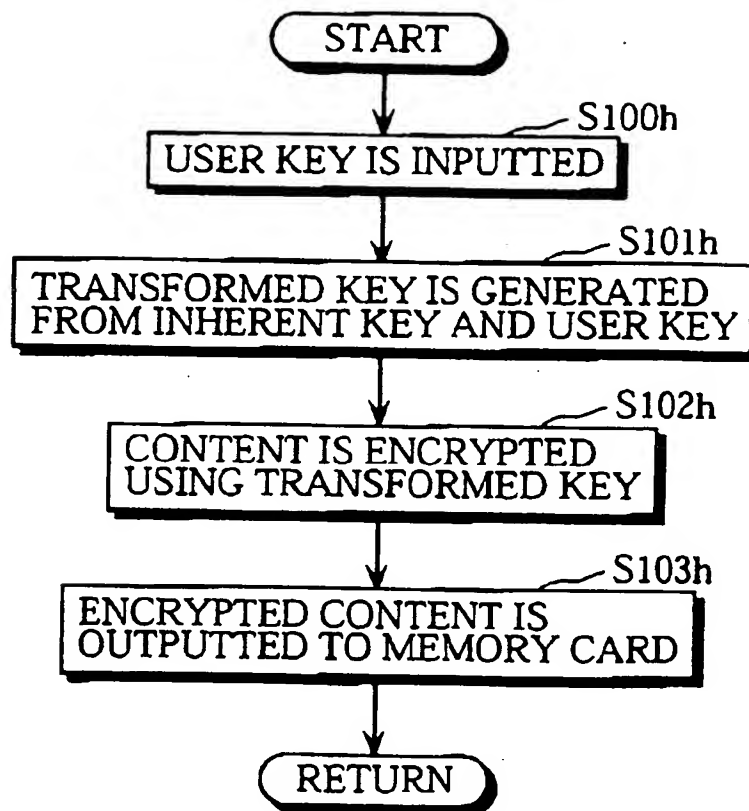 START
S100h
USER KEY IS INPUTTED
S101h
TRANSFORMED KEY IS GENERATED
FROM INHERENT KEY AND USER KEY
S102h
CONTENT IS ENCRYPTED
USING TRANSFORMED KEY
S103h
ENCRYPTED CONTENT IS
OUTPUTTED TO MEMORY CARD
RETURN